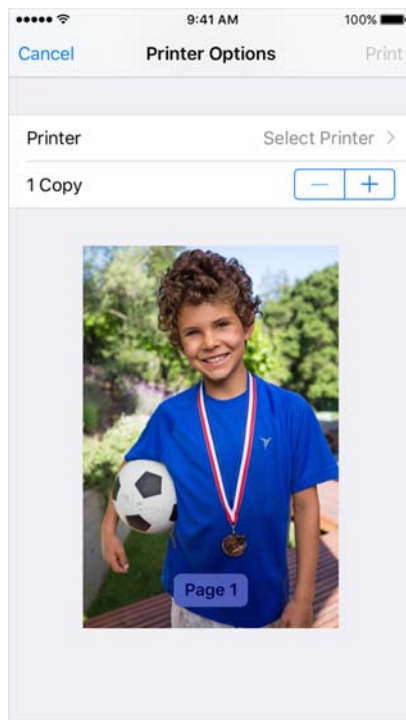 9:41 AM
100%
Cancel
Printer Options
Print
Printer
Select Printer >
1 Copy
− +
Page 1